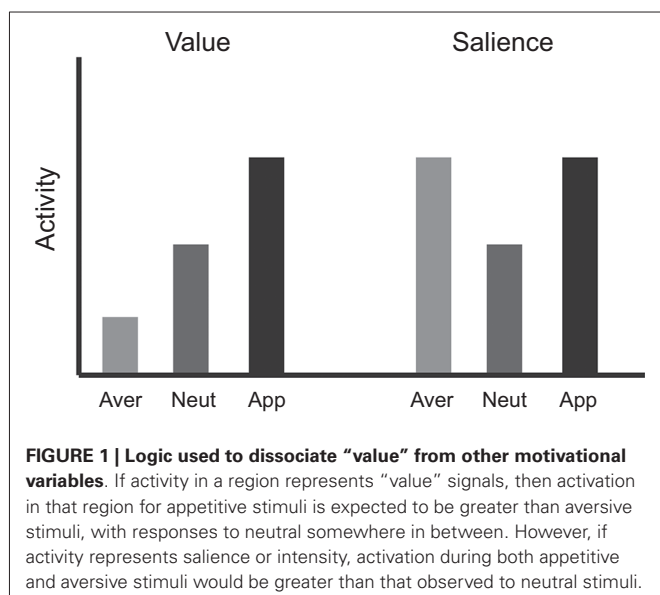 Value Salience
Activity
Aver Neut App Aver Neut App
FIGURE 1 | Logic used to dissociate “value” from other motivational
variables. If activity in a region represents “value” signals, then activation
in that region for appetitive stimuli is expected to be greater than aversive
stimuli, with responses to neutral somewhere in between. However, if
activity represents salience or intensity, activation during both appetitive
and aversive stimuli would be greater than that observed to neutral stimuli.